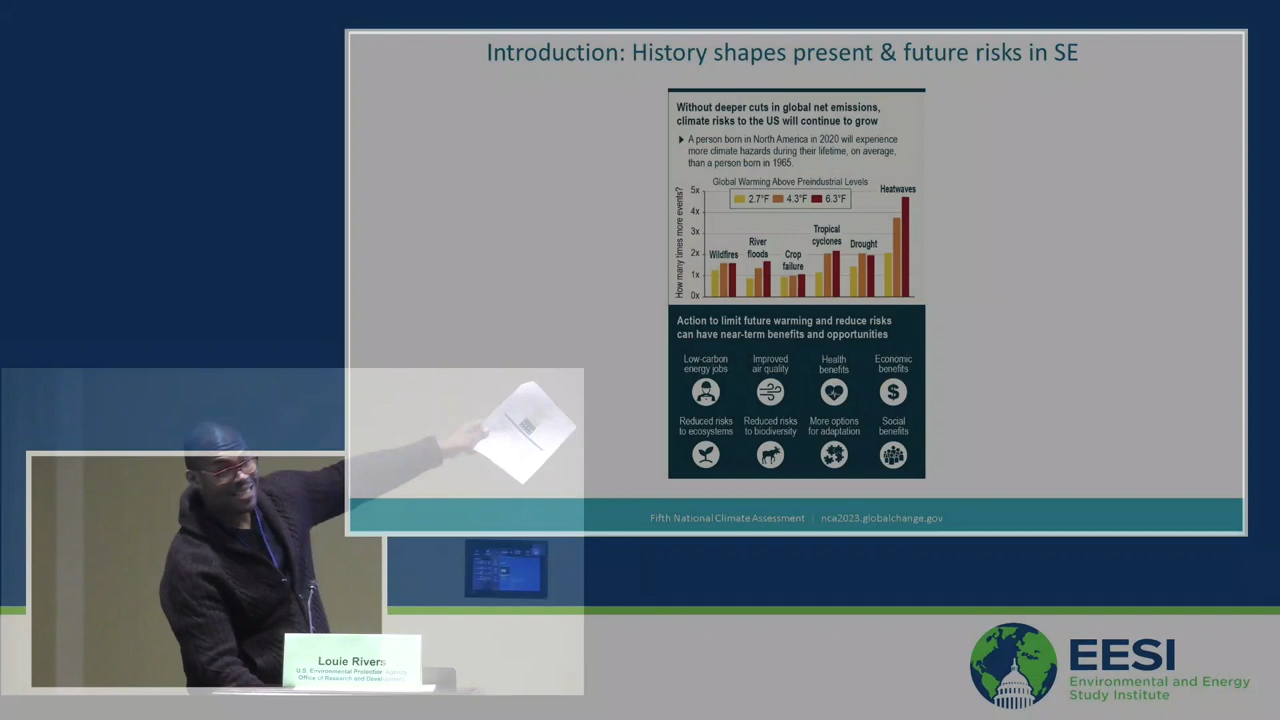 Introduction: History shapes present & future risks in SE
Without deeper cuts in global net emissions,
climate risks to the US will continue to grow
A person born in North America in 2020 will experience
more climate hazards during their lifetime, on average,
than a person born in 1965.
Global Warming Above Preindustrial Levels
2.7°F 4.3°F 6.3°F
How many times more events?
5x
4x
3x
2x
1x
0x
Wildfires
River
floods
Crop
failure
Tropical
cyclones
Drought
Heatwaves
Action to limit future warming and reduce risks
can have near-term benefits and opportunities
Low-carbon
energy jobs
Improved
air quality
Health
benefits
Economic
benefits
Reduced risks
to ecosystems
Reduced risks
to biodiversity
More options
for adaptation
Social
benefits
Fifth National Climate Assessment | nca2023.globalchange.gov
Louie Rivers
U.S. Environmental Protection Agency
Office of Research and Development
EESI
Environmental and Energy
Study Institute